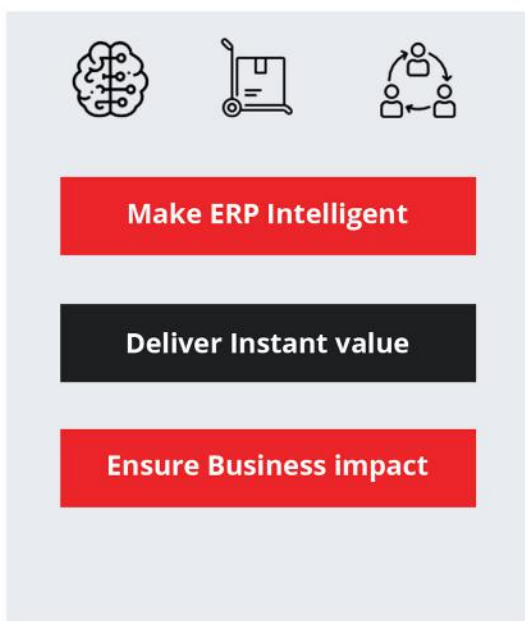 Make ERP Intelligent
Deliver Instant value
Ensure Business impact